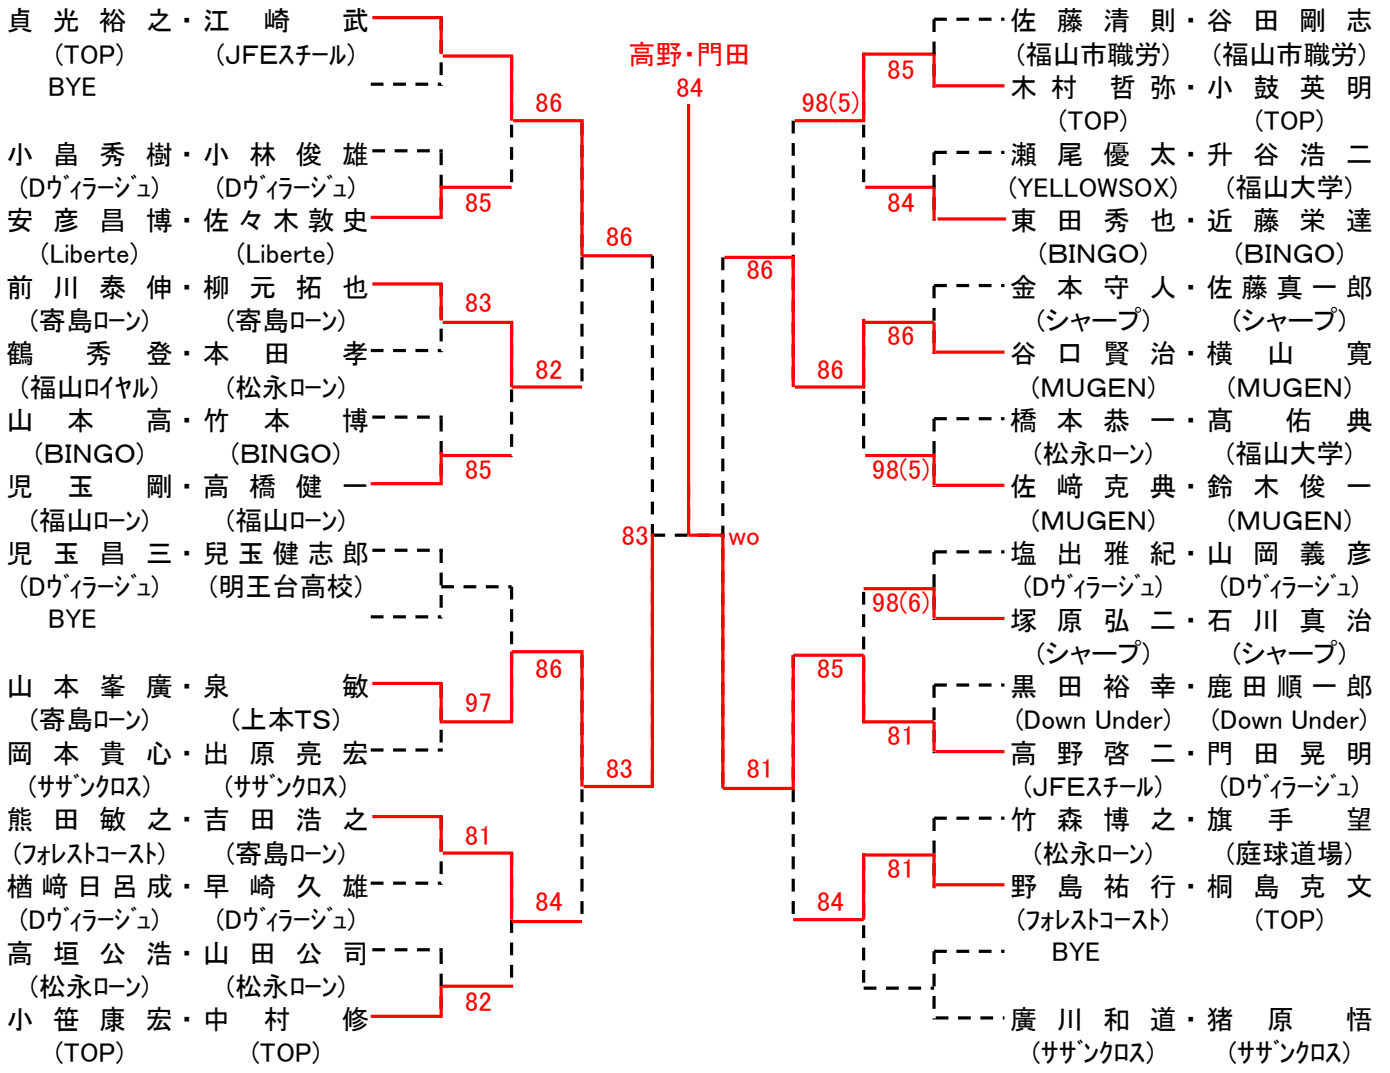 貞光裕之・江崎武
(TOP) (JFEスチール)
BYE
86
小畠秀樹・小林俊雄
(Dヴィラージュ) (Dヴィラージュ)
85
安彦昌博・佐々木敦史
(Liberte) (Liberte)
86
前川泰伸・柳元拓也
83
(寄島ローン) (寄島ローン)
鶴秀登・本田孝
82
(福山ロイヤル) (松永ローン)
山本高・竹本博
(BINGO) (BINGO)
85
児玉剛・高橋健一
(福山ローン) (福山ローン)
83
児玉昌三・兒玉健志郎
(Dヴィラージュ) (明王台高校)
BYE
86
山本峯廣・泉敏
97
(寄島ローン) (上本TS)
岡本貴心・出原亮宏
83
(サザンクロス) (サザンクロス)
熊田敏之・吉田浩之
81
(フォレストコースト) (寄島ローン)
楢﨑日呂成・早崎久雄
84
(Dヴィラージュ) (Dヴィラージュ)
高垣公浩・山田公司
(松永ローン) (松永ローン)
82
小笹康宏・中村修
(TOP) (TOP)
高野・門田
84
佐藤清則・谷田剛志
(福山市職労) (福山市職労)
85
木村哲弥・小鼓英明
98(5)
(TOP) (TOP)
瀬尾優太・升谷浩二
(YELLOWSOX) (福山大学)
84
東田秀也・近藤栄達
(BINGO) (BINGO)
86
金本守人・佐藤真一郎
(シャープ) (シャープ)
86
谷口賢治・横山寛
86
(MUGEN) (MUGEN)
橋本恭一・髙佑典
(松永ローン) (福山大学)
98(5)
佐﨑克典・鈴木俊一
(MUGEN) (MUGEN)
wo
塩出雅紀・山岡義彦
(Dヴィラージュ) (Dヴィラージュ)
98(6)
塚原弘二・石川真治
(シャープ) (シャープ)
85
黒田裕幸・鹿田順一郎
(Down Under) (Down Under)
81
高野啓二・門田晃明
81
(JFEスチール) (Dヴィラージュ)
竹森博之・旗手望
(松永ローン) (庭球道場)
81
野島祐行・桐島克文
84
(フォレストコースト) (TOP)
BYE
廣川和道・猪原悟
(サザンクロス) (サザンクロス)